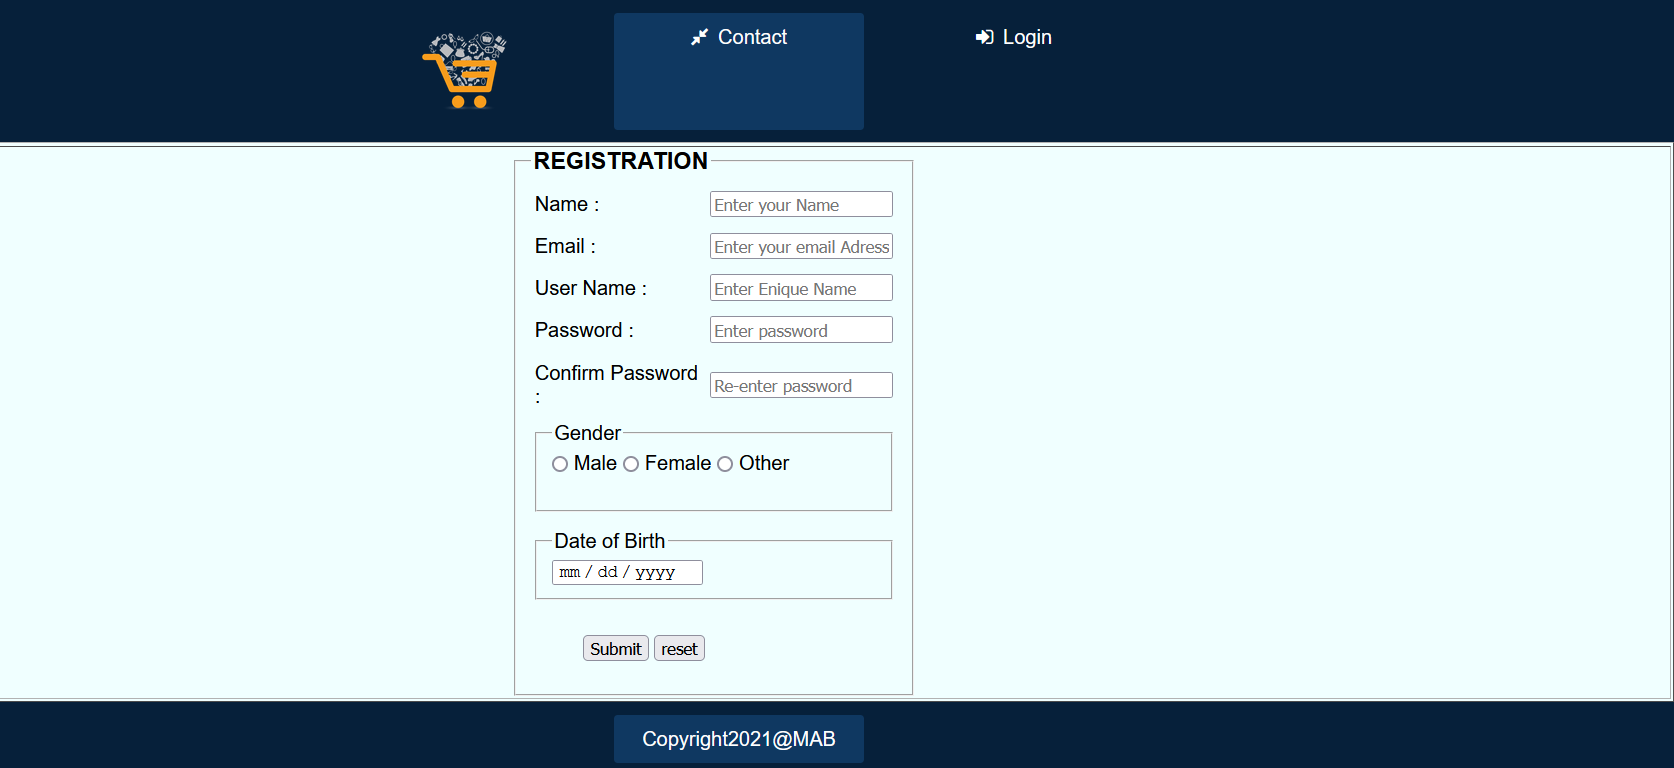 Contact
Login
REGISTRATION
Name :
Enter your Name
Email :
Enter your email Adress
User Name :
Enter Enique Name
Password :
Enter password
Confirm Password
:
Re-enter password
Gender
Male Female Other
Date of Birth
mm / dd / yyyy
Submit reset
Copyright2021@MAB